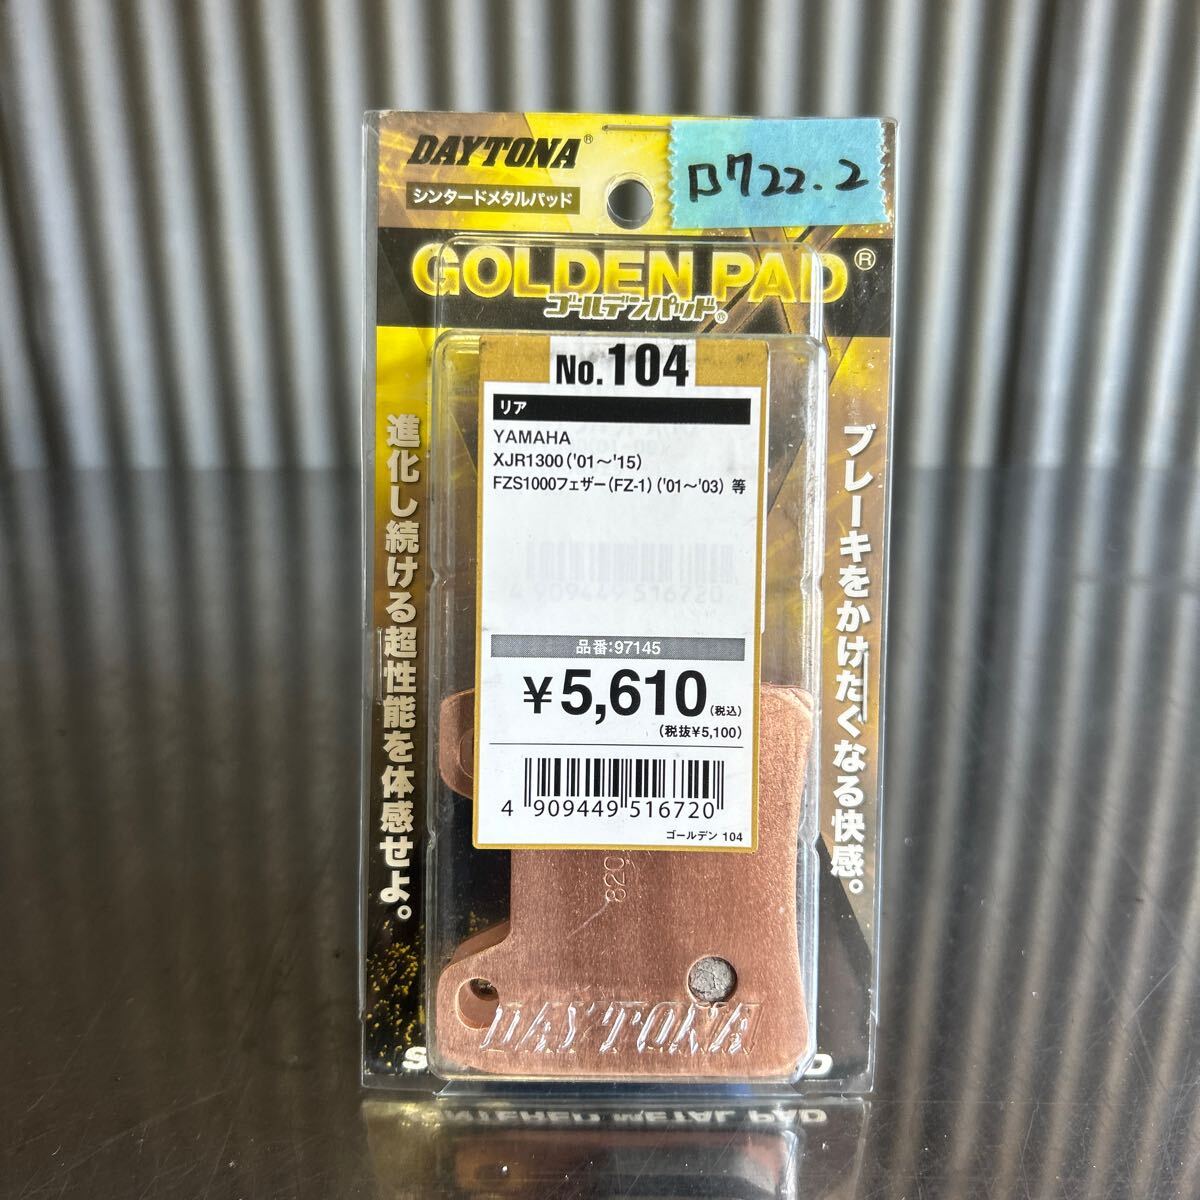 DAYTONA®
シンタードメタルパッド
ロ722.2
GOLDEN PAD®
ゴールデンパッド®
No.104
リア
YAMAHA
XJR1300('01～'15)
FZS1000フェザー(FZ-1)('01～'03) 等
品番:97145
¥5,610(税込)
(税抜¥5,100)
4 909449 516720
ゴールデン 104
進化し続ける超性能を体感せよ。
ブレーキをかけたくなる快感。
820
DAYTONA